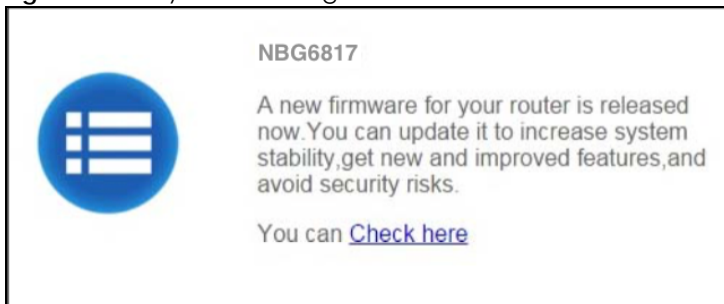 NBG6817
A new firmware for your router is released
now.You can update it to increase system
stability,get new and improved features,and
avoid security risks.
You can Check here